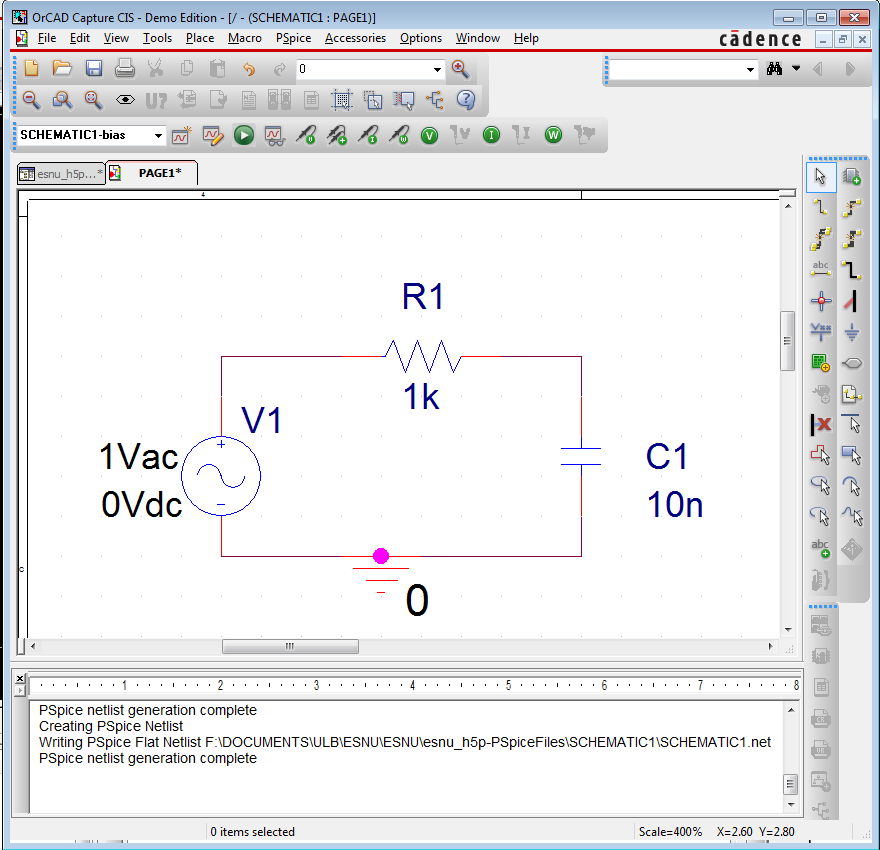 OrCAD Capture CIS - Demo Edition - [/ - (SCHEMATIC1 : PAGE1)]
File Edit View Tools Place Macro PSpice Accessories Options Window Help
cādence
0
U?
SCHEMATIC1-bias
V I W
esnu_h5p...* PAGE1*
4
R1
1k
V1
1Vac
0Vdc
C1
10n
C
0
abc
abc
1 2 3 4 5 6 7 8
PSpice netlist generation complete
Creating PSpice Netlist
Writing PSpice Flat Netlist F:\DOCUMENTS\ULB\ESNU\ESNU\esnu_h5p-PSpiceFiles\SCHEMATIC1\SCHEMATIC1.net
PSpice netlist generation complete
0 items selected Scale=400% X=2.60 Y=2.80